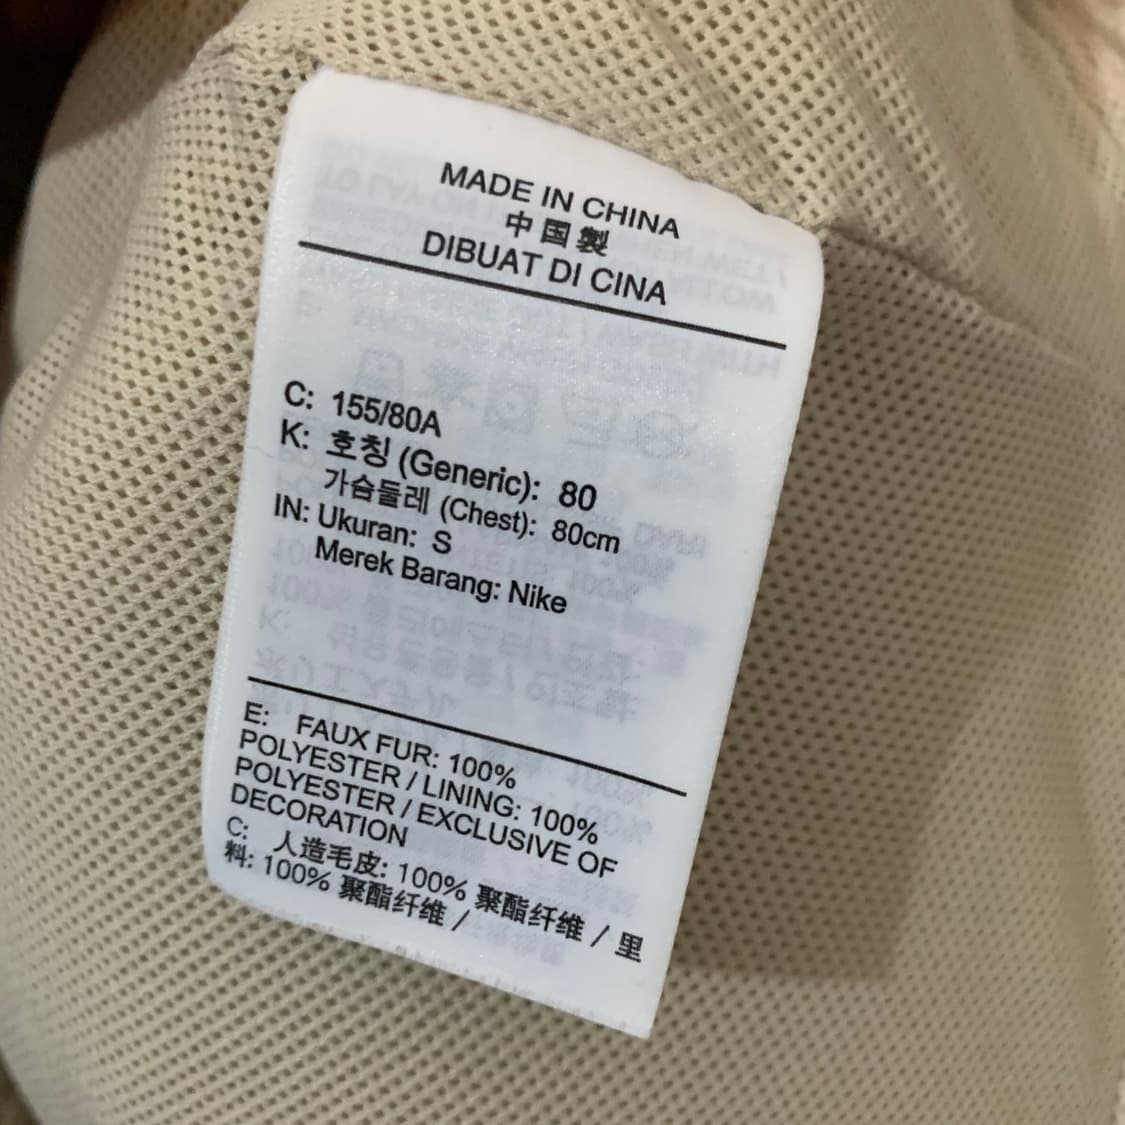 MADE IN CHINA
中国製
DIBUAT DI CINA
C: 155/80A
K: 호칭 (Generic): 80
가슴둘레 (Chest): 80cm
IN: Ukuran: S
Merek Barang: Nike
E: FAUX FUR: 100%
POLYESTER / LINING: 100%
POLYESTER / EXCLUSIVE OF
DECORATION
C: 人造毛皮: 100% 聚酯纤维 / 里
料: 100% 聚酯纤维 /